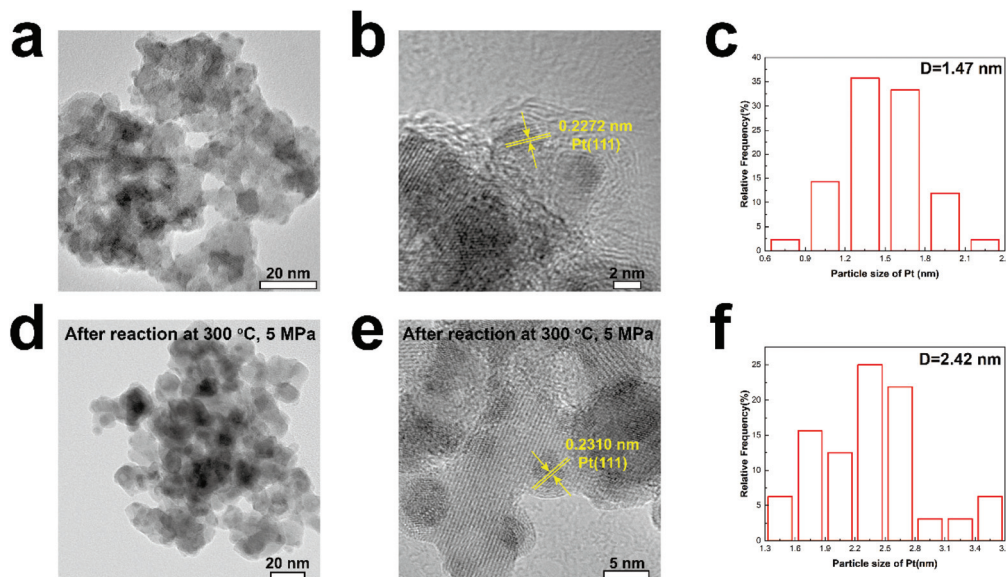 a
20 nm
b
0.2272 nm
Pt(111)
2 nm
c
D=1.47 nm
Relative Frequency(%)
40
35
30
25
20
15
10
5
0
0.6 0.9 1.2 1.5 1.8 2.1 2.
Particle size of Pt (nm)
d
After reaction at 300 °C, 5 MPa
20 nm
e
After reaction at 300 °C, 5 MPa
0.2310 nm
Pt(111)
5 nm
f
D=2.42 nm
Relative Frequency(%)
25
20
15
10
5
0
1.3 1.6 1.9 2.2 2.5 2.8 3.1 3.4 3.
Particle size of Pt(nm)